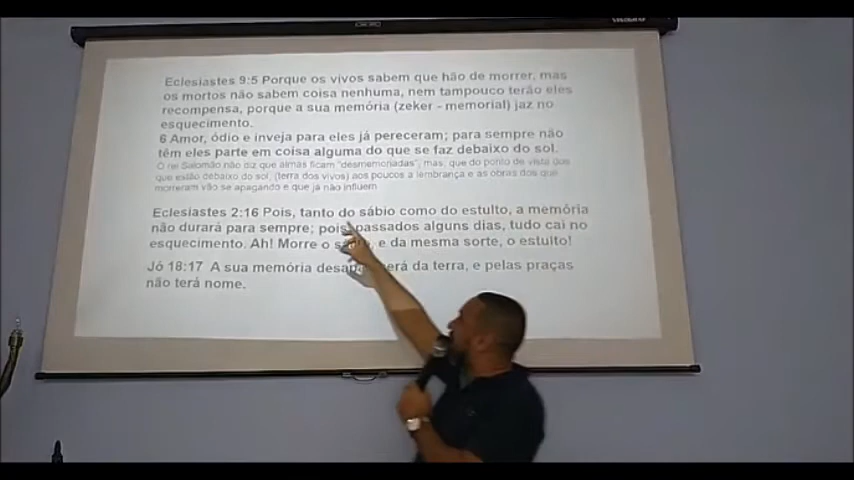 Eclesiastes 9:5 Porque os vivos sabem que hão de morrer, mas
os mortos não sabem coisa nenhuma, nem tampouco terão eles
recompensa, porque a sua memória (zeker - memorial) jaz no
esquecimento.
6 Amor, ódio e inveja para eles já pereceram; para sempre não
têm eles parte em coisa alguma do que se faz debaixo do sol.
O rei Salomão não diz que almas ficam "desmemoriadas", mas, que do ponto de vista dos
que estão debaixo do sol, (terra dos vivos) aos poucos a lembrança e as obras dos que
morreram vão se apagando e que já não influem
Eclesiastes 2:16 Pois, tanto do sábio como do estulto, a memória
não durará para sempre; pois, passados alguns dias, tudo cai no
esquecimento. Ah! Morre o e da mesma sorte, o estulto!
Jó 18:17 A sua memória da terra, e pelas praças
não terá nome.